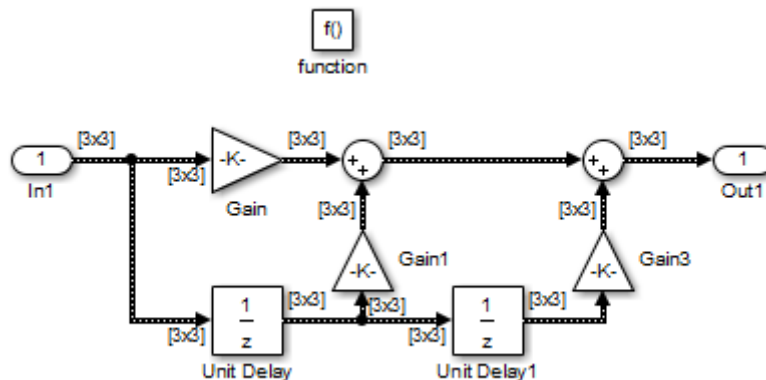 f()
function
[3x3]
[3x3]
[3x3]
[3x3]
1
-K-
+
+
+
+
1
In1
[3x3]
Gain
[3x3]
[3x3]
Out1
-K-
Gain1
-K-
Gain3
[3x3]
[3x3]
[3x3]
[3x3]
[3x3]
1
z
1
z
Unit Delay
Unit Delay1